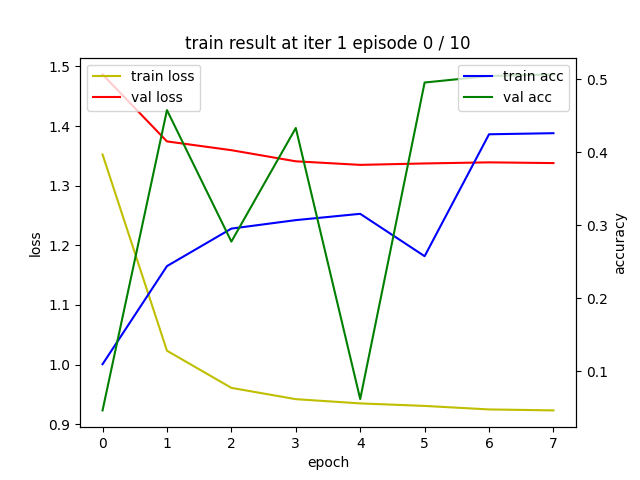 train result at iter 1 episode 0 / 10
train loss
val loss
train acc
val acc
1.5
1.4
1.3
1.2
1.1
1.0
0.9
loss
0.5
0.4
0.3
0.2
0.1
accuracy
0 1 2 3 4 5 6 7
epoch